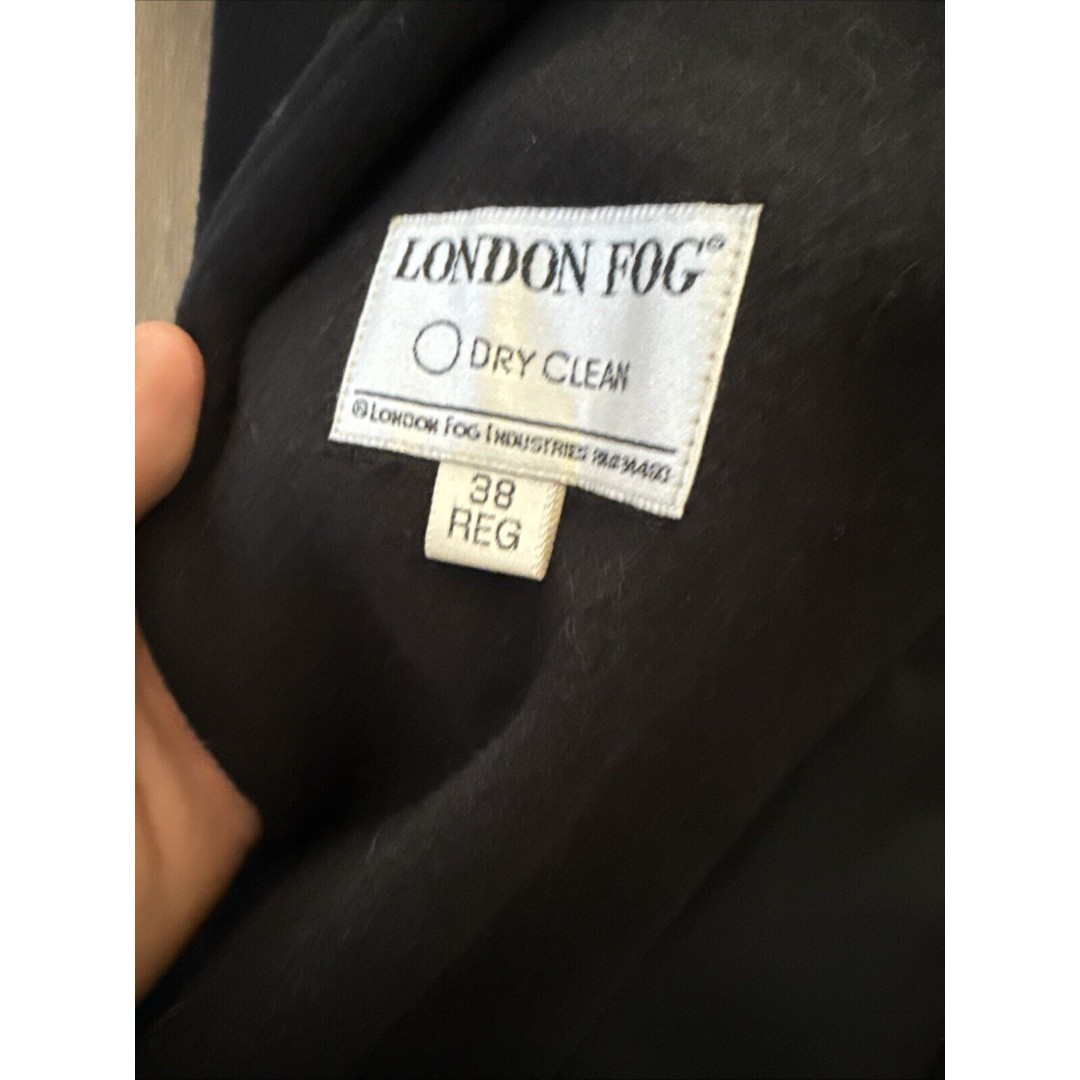 LONDON FOG®
DRY CLEAN
® LONDON FOG INDUSTRIES
38
REG